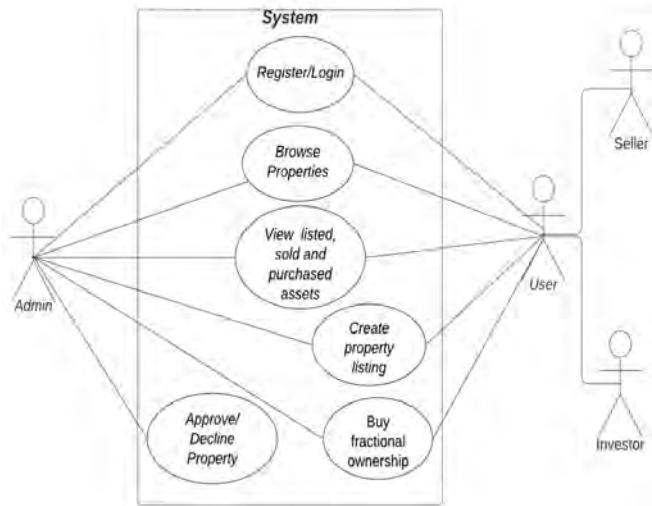 System
Register/Login
Seller
Browse
Properties
View listed,
sold and
purchased
assets
Admin
User
Create
property
listing
Approve/
Decline
Property
Buy
fractional
ownership
Investor